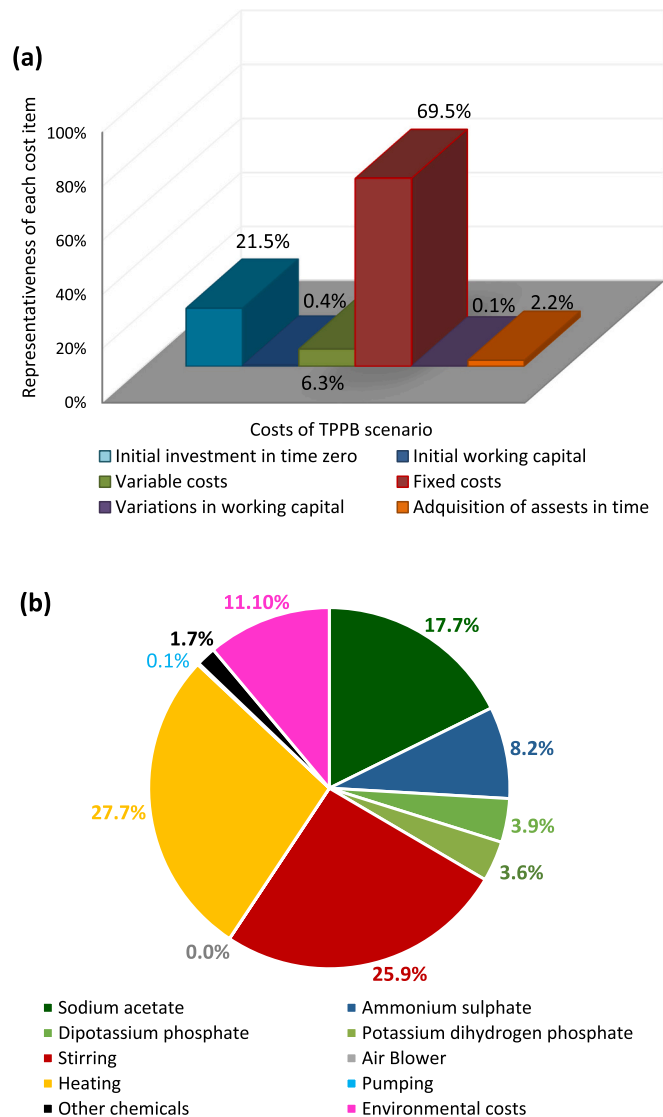 (a)
Representativeness of each cost item
100%
80%
60%
40%
20%
0%
21.5%
0.4%
6.3%
69.5%
0.1%
2.2%
Costs of TPPB scenario
Initial investment in time zero
Initial working capital
Variable costs
Fixed costs
Variations in working capital
Adquisition of assests in time
(b)
11.10%
17.7%
1.7%
0.1%
8.2%
27.7%
3.9%
3.6%
0.0%
25.9%
Sodium acetate
Ammonium sulphate
Dipotassium phosphate
Potassium dihydrogen phosphate
Stirring
Air Blower
Heating
Pumping
Other chemicals
Environmental costs